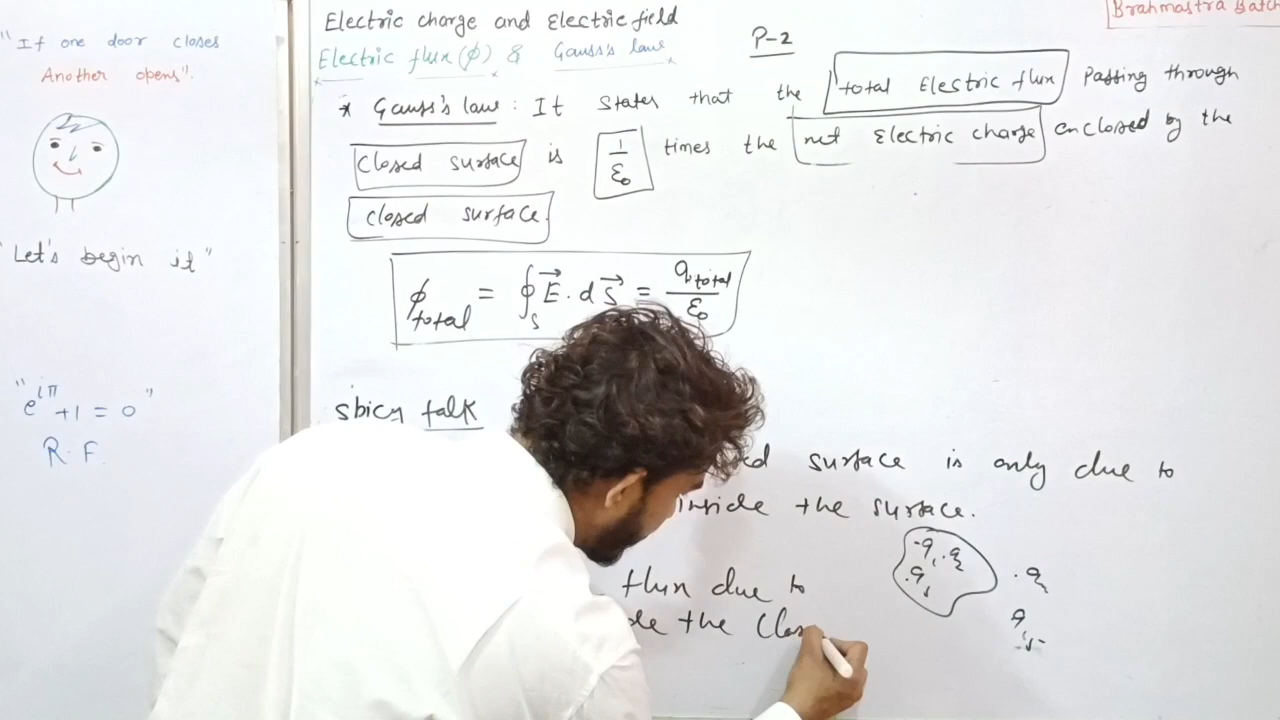 "If one door closes
Another opens".
"Let's begin it"
"e^{iπ}+1 = 0"
R.F.
Brahmastra Batch
Electric charge and Electric field
Electric flux(ϕ) & Gauss's law
P-2
* Gauss's law : It states that the total Electric flux passing through
closed surface is 1/ε₀ times the net Electric charge enclosed by the
closed surface.
ϕ_total = ∮_S E⃗. dS⃗ = q_total/ε₀
spicy talk
surface is only due to
inside the surface.
flux due to
the Clos